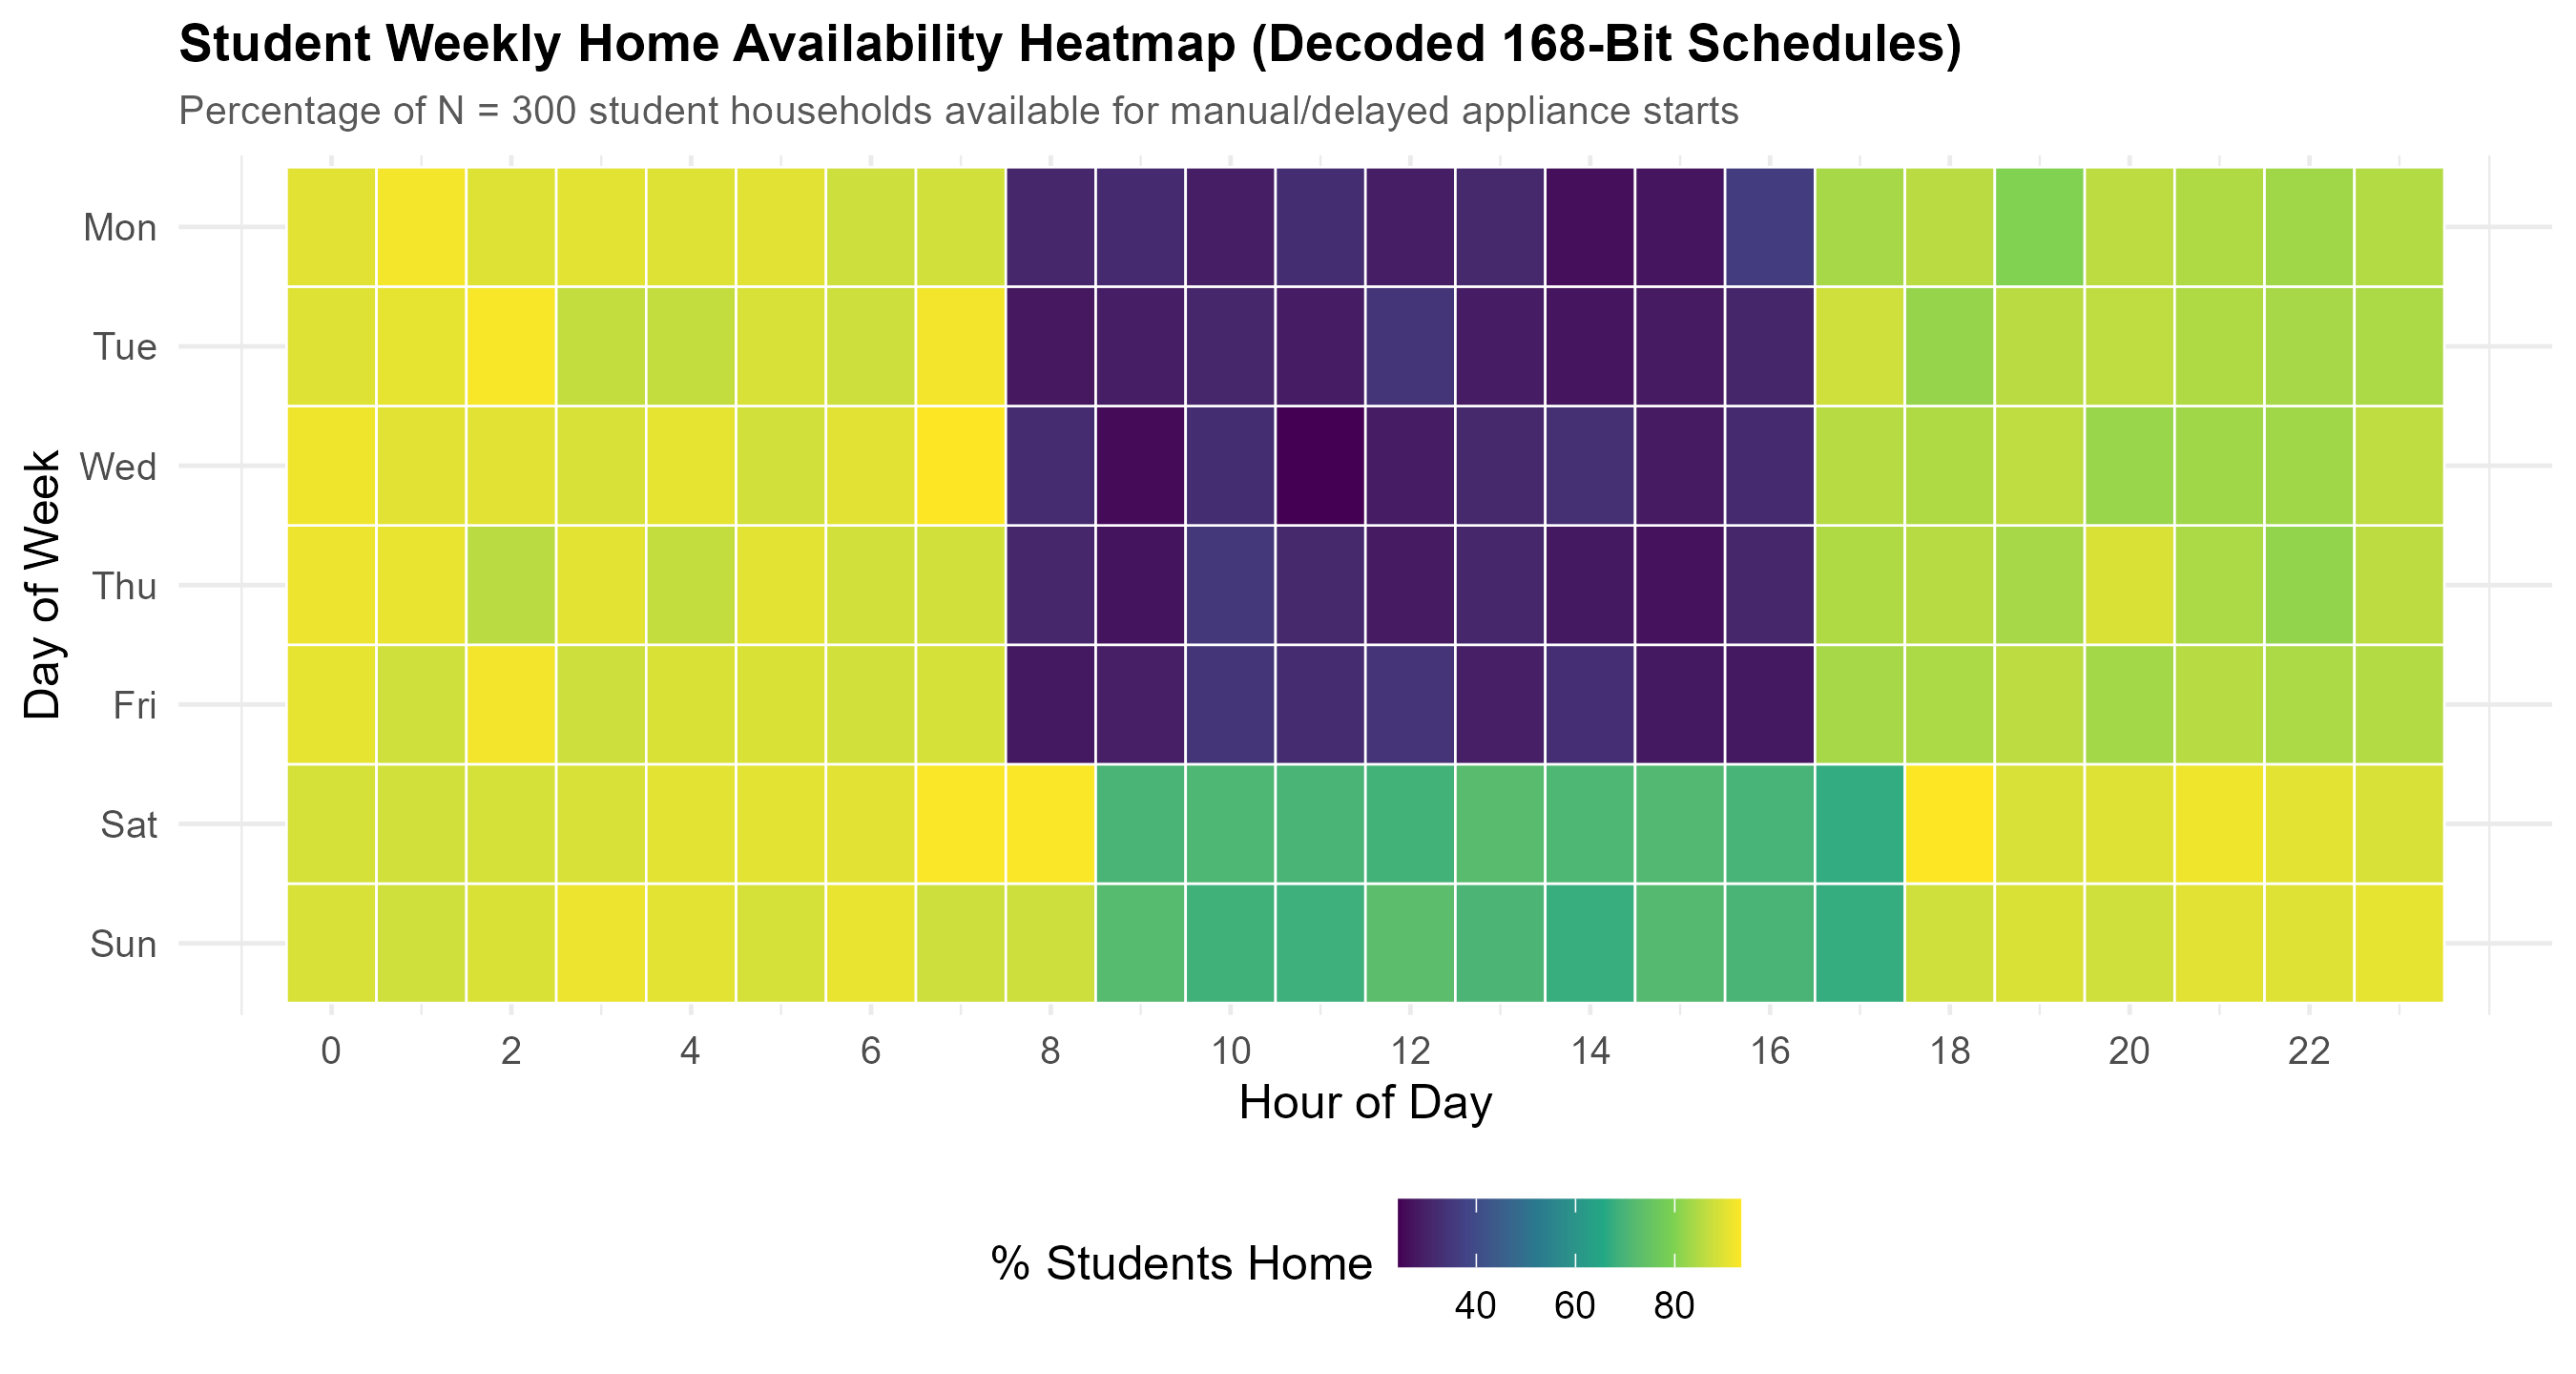 Student Weekly Home Availability Heatmap (Decoded 168-Bit Schedules)
Percentage of N = 300 student households available for manual/delayed appliance starts
Day of Week
Mon
Tue
Wed
Thu
Fri
Sat
Sun
0 2 4 6 8 10 12 14 16 18 20 22
Hour of Day
% Students Home
40 60 80